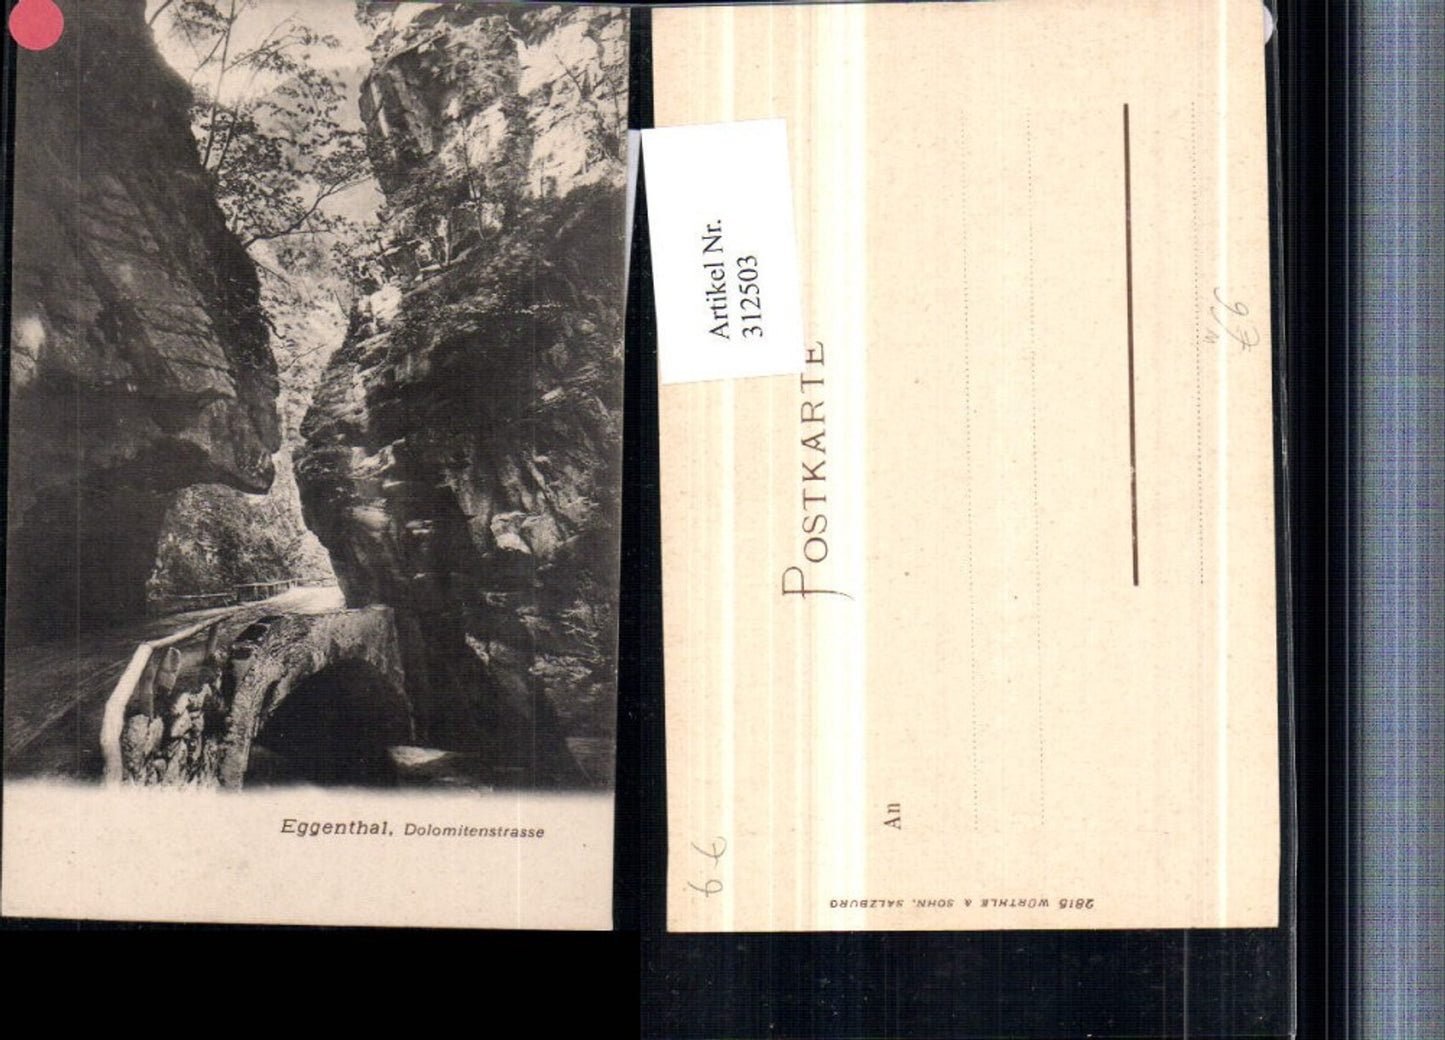 Eggenthal, Dolomitenstrasse
Artikel Nr.
312503
POSTKARTE
An
2815 WÜRTHLE & SOHN, SALZBURG